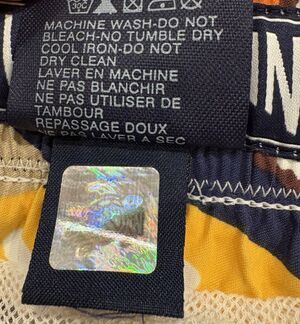 30C
MACHINE WASH-DO NOT
BLEACH-NO TUMBLE DRY
COOL IRON-DO NOT
DRY CLEAN
LAVER EN MACHINE
NE PAS BLANCHIR
NE PAS UTILISER DE
TAMBOUR
REPASSAGE DOUX
NE LAVER A SEC
N